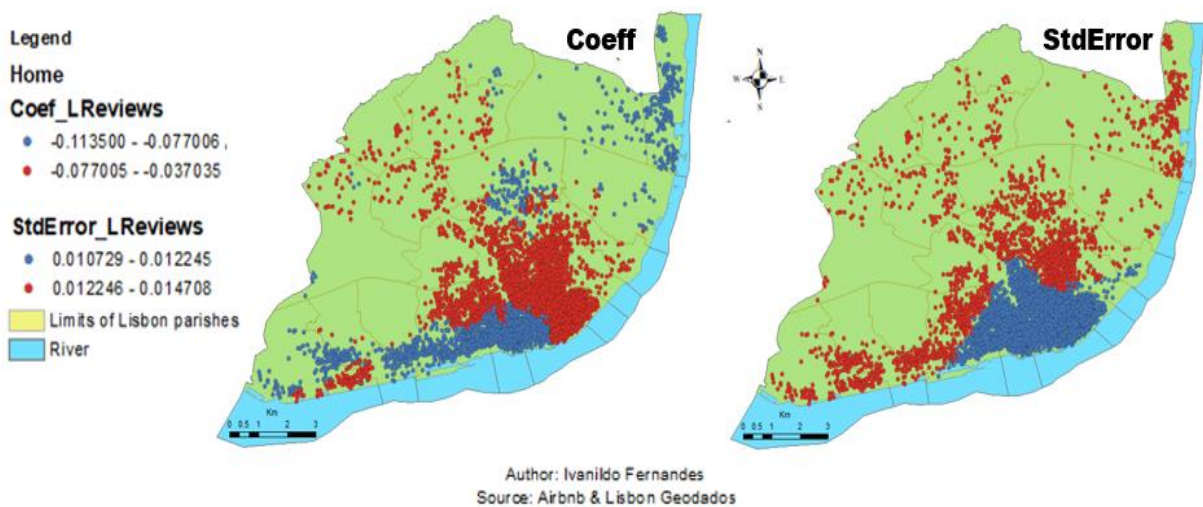 Legend
Home
Coef_LReviews
-0.113500 - -0.077006 ,
-0.077005 - -0.037035
StdError_LReviews
0.010729 - 0.012245
0.012246 - 0.014708
Limits of Lisbon parishes
River
Coeff
Km
0 0.5 1 2 3
N
W E
S
StdError
Km
0 0.5 1 2 3
Author: Ivanildo Fernandes
Source: Airbnb & Lisbon Geodados